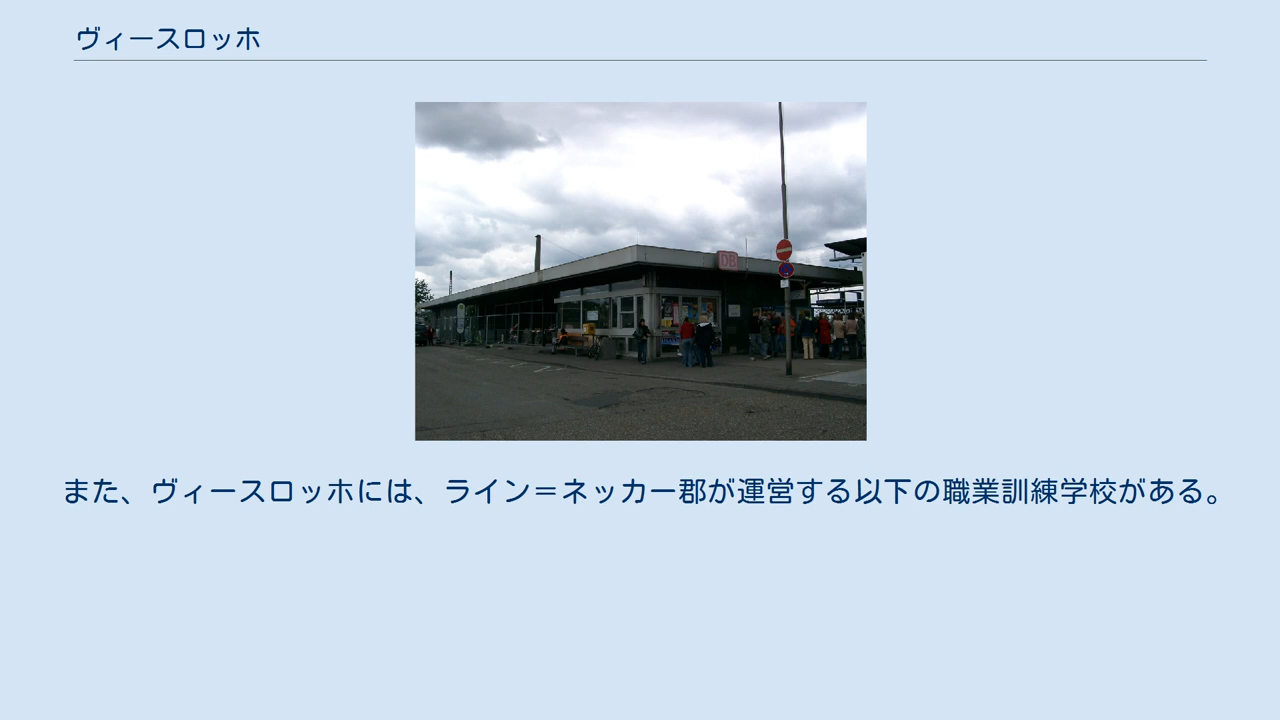 ヴィースロッホ
DB
また、ヴィースロッホには、ライン＝ネッカー郡が運営する以下の職業訓練学校がある。